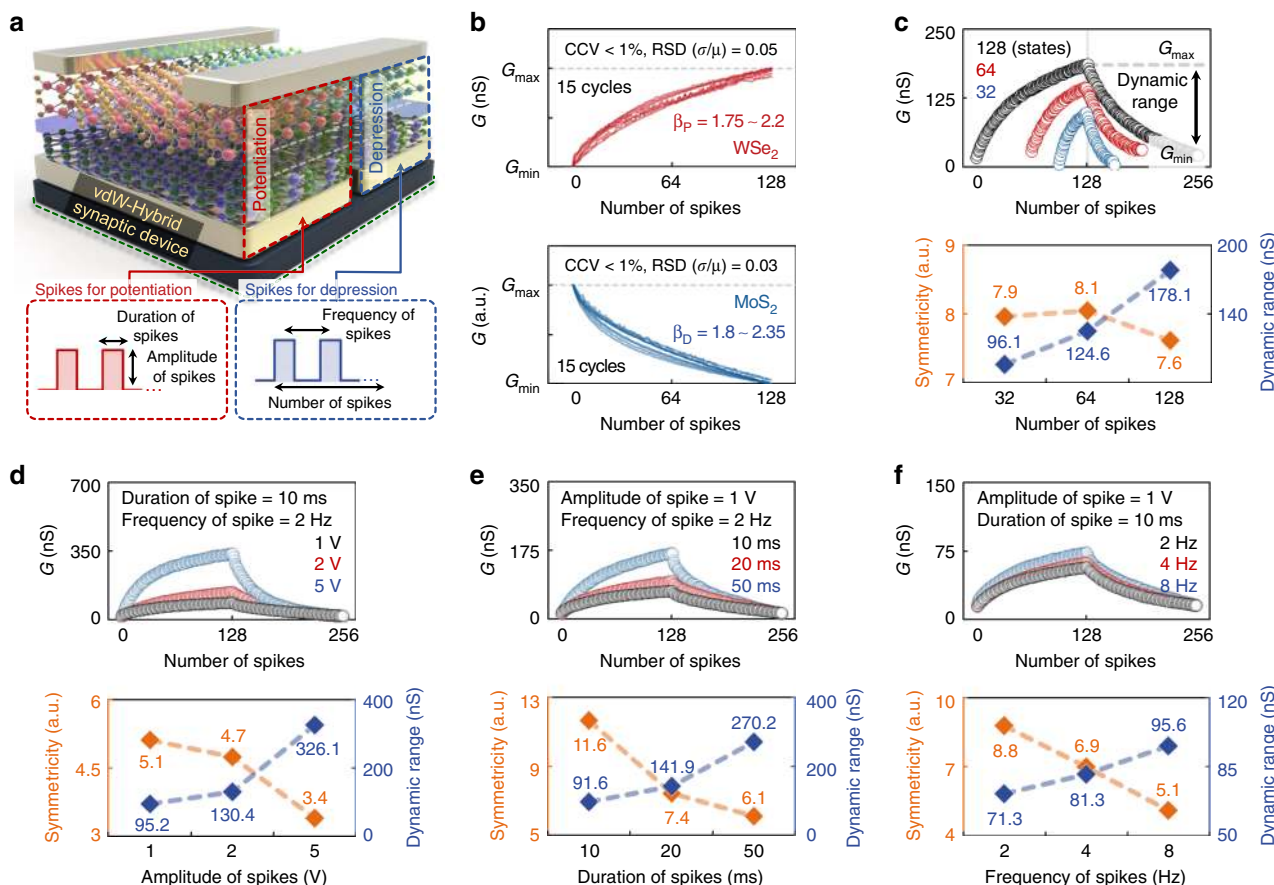 a
vdW-Hybrid
synaptic device
Potentiation
Depression
Spikes for potentiation
Duration of
spikes
Amplitude
of spikes
Spikes for depression
Frequency of
spikes
Number of spikes
b
CCV < 1%, RSD (σ/μ) = 0.05
15 cycles
β_P = 1.75 ~ 2.2
WSe₂
G_max
G (nS)
G_min
0 64 128
Number of spikes
CCV < 1%, RSD (σ/μ) = 0.03
G_max
MoS₂
β_D = 1.8 ~ 2.35
15 cycles
G (a.u.)
G_min
0 64 128
Number of spikes
c
250
125
0
G (nS)
128 (states)
64
32
G_max
Dynamic
range
G_min
0 128 256
Number of spikes
9
8
7
Symmetricity (a.u.)
7.9 8.1 7.6
96.1 124.6 178.1
200
140
80
Dynamic range (nS)
32 64 128
Number of spikes
d
700
350
0
G (nS)
Duration of spike = 10 ms
Frequency of spike = 2 Hz
1 V
2 V
5 V
0 128 256
Number of spikes
6
4.5
3
Symmetricity (a.u.)
5.1 4.7 3.4
95.2 130.4 326.1
400
200
0
Dynamic range (nS)
1 2 5
Amplitude of spikes (V)
e
350
175
0
G (nS)
Amplitude of spike = 1 V
Frequency of spike = 2 Hz
10 ms
20 ms
50 ms
0 128 256
Number of spikes
13
9
5
Symmetricity (a.u.)
11.6 7.4 6.1
91.6 141.9 270.2
400
200
0
Dynamic range (nS)
10 20 50
Duration of spikes (ms)
f
150
75
0
G (nS)
Amplitude of spike = 1 V
Duration of spike = 10 ms
2 Hz
4 Hz
8 Hz
0 128 256
Number of spikes
10
7
4
Symmetricity (a.u.)
8.8 6.9 5.1
71.3 81.3 95.6
120
85
50
Dynamic range (nS)
2 4 8
Frequency of spikes (Hz)